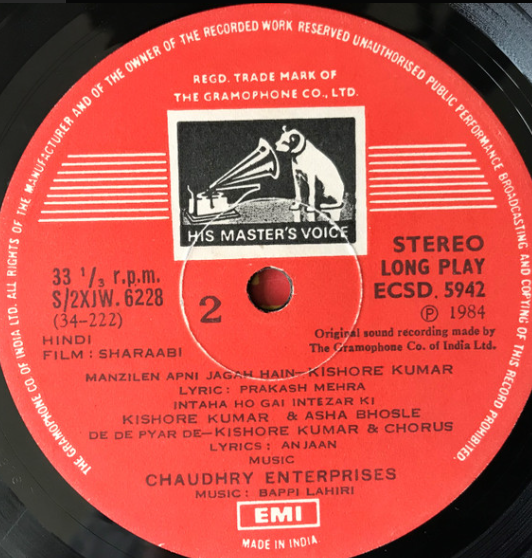 THE GRAMOPHONE CO OF INDIA LTD. ALL RIGHTS OF THE MANUFACTURER AND OF THE OWNER OF THE RECORDED WORK RESERVED UNAUTHORISED PUBLIC PERFORMANCE BROADCASTING AND COPYING OF THIS RECORD PROHIBITED.
REGD. TRADE MARK OF
THE GRAMOPHONE CO., LTD.
HIS MASTER'S VOICE
33 1/3 r.p.m.
S/2XJW. 6228
(34-222)
HINDI
FILM : SHARAABI
2
STEREO
LONG PLAY
ECSD. 5942
Ⓟ 1984
Original sound recording made by
The Gramophone Co. of India Ltd.
MANZILEN APNI JAGAH HAIN–KISHORE KUMAR
LYRIC: PRAKASH MEHRA
INTAHA HO GAI INTEZAR KI
KISHORE KUMAR & ASHA BHOSLE
DE DE PYAR DE–KISHORE KUMAR & CHORUS
LYRICS: ANJAAN
MUSIC
CHAUDHRY ENTERPRISES
MUSIC: BAPPI LAHIRI
EMI
MADE IN INDIA